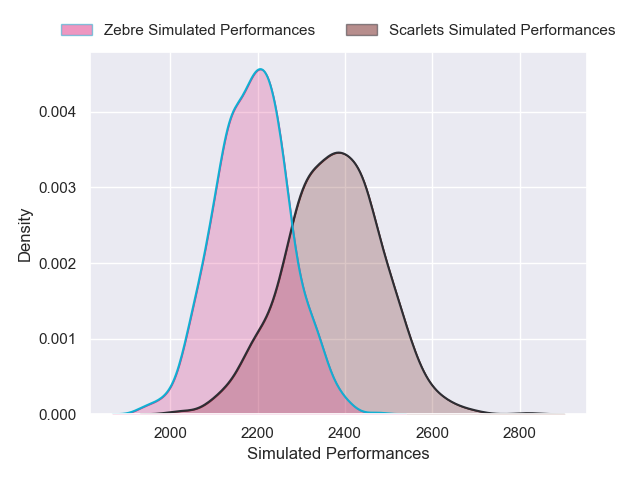 Zebre Simulated Performances Scarlets Simulated Performances
0.004
0.003
0.002
0.001
0.000
Density
2000 2200 2400 2600 2800
Simulated Performances